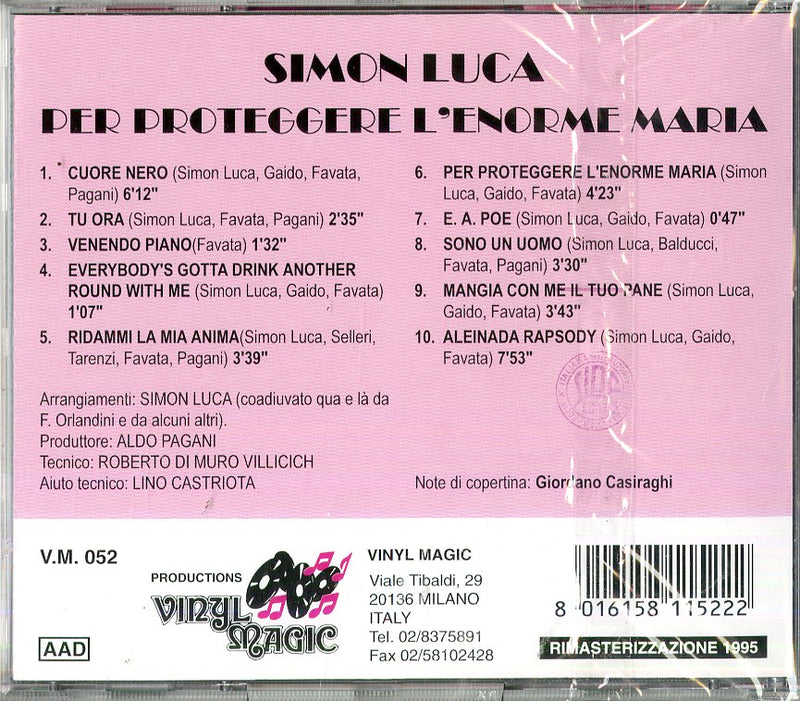 SIMON LUCA
PER PROTEGGERE L'ENORME MARIA
1. CUORE NERO (Simon Luca, Gaido, Favata,
Pagani) 6'12"
2. TU ORA (Simon Luca, Favata, Pagani) 2'35"
3. VENENDO PIANO(Favata) 1'32"
4. EVERYBODY'S GOTTA DRINK ANOTHER
ROUND WITH ME (Simon Luca, Gaido, Favata)
1'07"
5. RIDAMMI LA MIA ANIMA(Simon Luca, Selleri,
Tarenzi, Favata, Pagani) 3'39"
6. PER PROTEGGERE L'ENORME MARIA (Simon
Luca, Gaido, Favata) 4'23"
7. E. A. POE (Simon Luca, Gaido, Favata) 0'47"
8. SONO UN UOMO (Simon Luca, Balducci,
Favata, Pagani) 3'30"
9. MANGIA CON ME IL TUO PANE (Simon Luca,
Gaido, Favata) 3'43"
10. ALEINADA RAPSODY (Simon Luca, Gaido,
Favata) 7'53"
Arrangiamenti: SIMON LUCA (coadiuvato qua e là da
F. Orlandini e da alcuni altri).
Produttore: ALDO PAGANI
Tecnico: ROBERTO DI MURO VILLICICH
Aiuto tecnico: LINO CASTRIOTA
Note di copertina: Giordano Casiraghi
V.M. 052
PRODUCTIONS
VINYL
MAGIC
AAD
VINYL MAGIC
Viale Tibaldi, 29
20136 MILANO
ITALY
Tel. 02/8375891
Fax 02/58102428
8 016158 115222
RIMASTERIZZAZIONE 1995